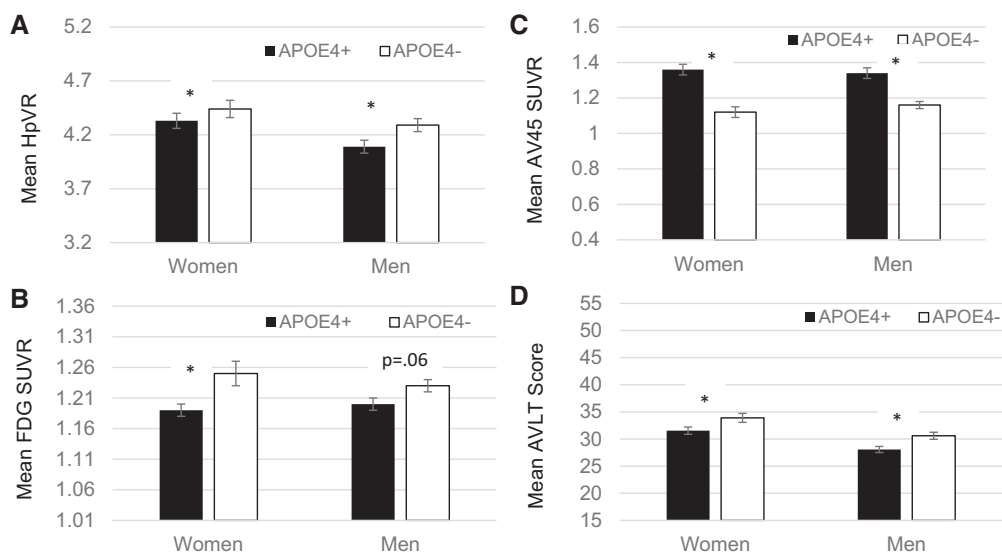 A
Mean HpVR
5.2
4.7
4.2
3.7
3.2
APOE4+ APOE4-
*
*
Women Men
B
Mean FDG SUVR
1.36
1.31
1.26
1.21
1.16
1.11
1.06
1.01
APOE4+ APOE4-
*
p=.06
Women Men
C
Mean AV45 SUVR
1.6
1.4
1.2
1
0.8
0.6
0.4
APOE4+ APOE4-
*
*
Women Men
D
Mean AVLT Score
55
50
45
40
35
30
25
20
15
APOE4+ APOE4-
*
*
Women Men